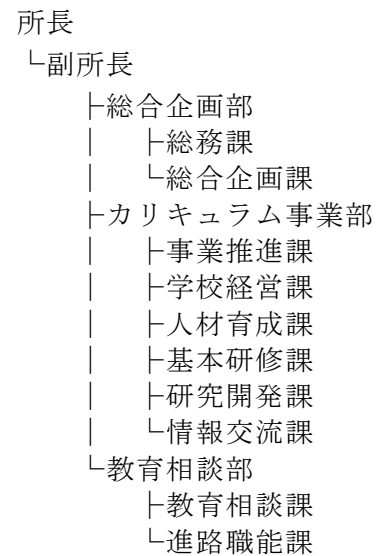 所長
└副所長
├総合企画部
│ ├総務課
│ └総合企画課
├カリキュラム事業部
│ ├事業推進課
│ ├学校経営課
│ ├人材育成課
│ ├基本研修課
│ ├研究開発課
│ └情報交流課
└教育相談部
├教育相談課
└進路職能課